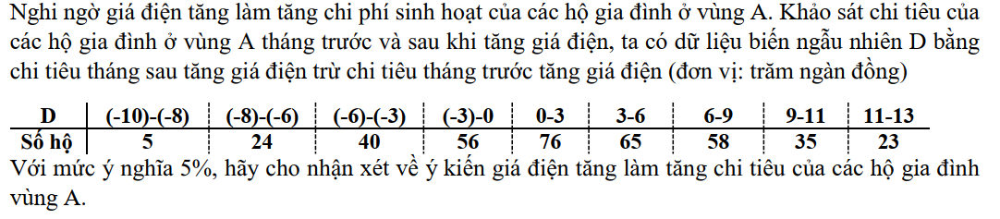 Nghi ngờ giá điện tăng làm tăng chi phí sinh hoạt của các hộ gia đình ở vùng A. Khảo sát chi tiêu của
các hộ gia đình ở vùng A tháng trước và sau khi tăng giá điện, ta có dữ liệu biến ngẫu nhiên D bằng
chi tiêu tháng sau tăng giá điện trừ chi tiêu tháng trước tăng giá điện (đơn vị: trăm ngàn đồng)
D (-10)-(-8) (-8)-(-6) (-6)-(-3) (-3)-0 0-3 3-6 6-9 9-11 11-13
Số hộ 5 24 40 56 76 65 58 35 23
Với mức ý nghĩa 5%, hãy cho nhận xét về ý kiến giá điện tăng làm tăng chi tiêu của các hộ gia đình
vùng A.